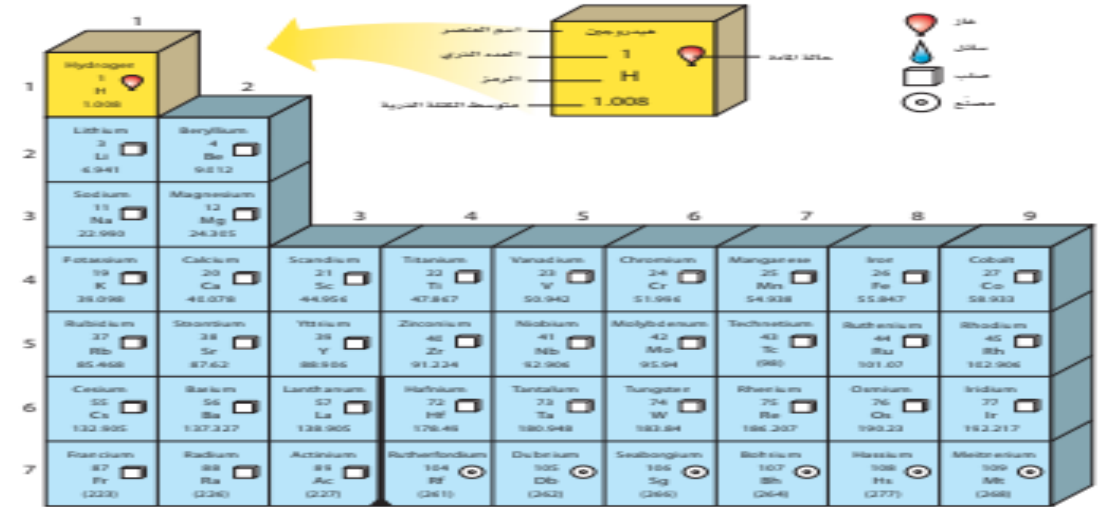 1
اسم العنصر
هيدروجين
غاز
العدد الذري
1
حالة المادة
سائل
الرمز
H
صلب
متوسط الكتلة الذرية
1.008
مصنّع
1
Hydrogen
1
H
1.008
2
2
Lithium
3
Li
6.941
Beryllium
4
Be
9.012
3
Sodium
11
Na
22.990
Magnesium
12
Mg
24.305
3 4 5 6 7 8 9
4
Potassium
19
K
39.098
Calcium
20
Ca
40.078
Scandium
21
Sc
44.956
Titanium
22
Ti
47.867
Vanadium
23
V
50.942
Chromium
24
Cr
51.996
Manganese
25
Mn
54.938
Iron
26
Fe
55.847
Cobalt
27
Co
58.933
5
Rubidium
37
Rb
85.468
Strontium
38
Sr
87.62
Yttrium
39
Y
88.906
Zirconium
40
Zr
91.224
Niobium
41
Nb
92.906
Molybdenum
42
Mo
95.94
Technetium
43
Tc
(98)
Ruthenium
44
Ru
101.07
Rhodium
45
Rh
102.906
6
Cesium
55
Cs
132.905
Barium
56
Ba
137.327
Lanthanum
57
La
138.905
Hafnium
72
Hf
178.49
Tantalum
73
Ta
180.948
Tungsten
74
W
183.84
Rhenium
75
Re
186.207
Osmium
76
Os
190.23
Iridium
77
Ir
192.217
7
Francium
87
Fr
(223)
Radium
88
Ra
(226)
Actinium
89
Ac
(227)
Rutherfordium
104
Rf
(261)
Dubnium
105
Db
(262)
Seaborgium
106
Sg
(266)
Bohrium
107
Bh
(264)
Hassium
108
Hs
(277)
Meitnerium
109
Mt
(268)